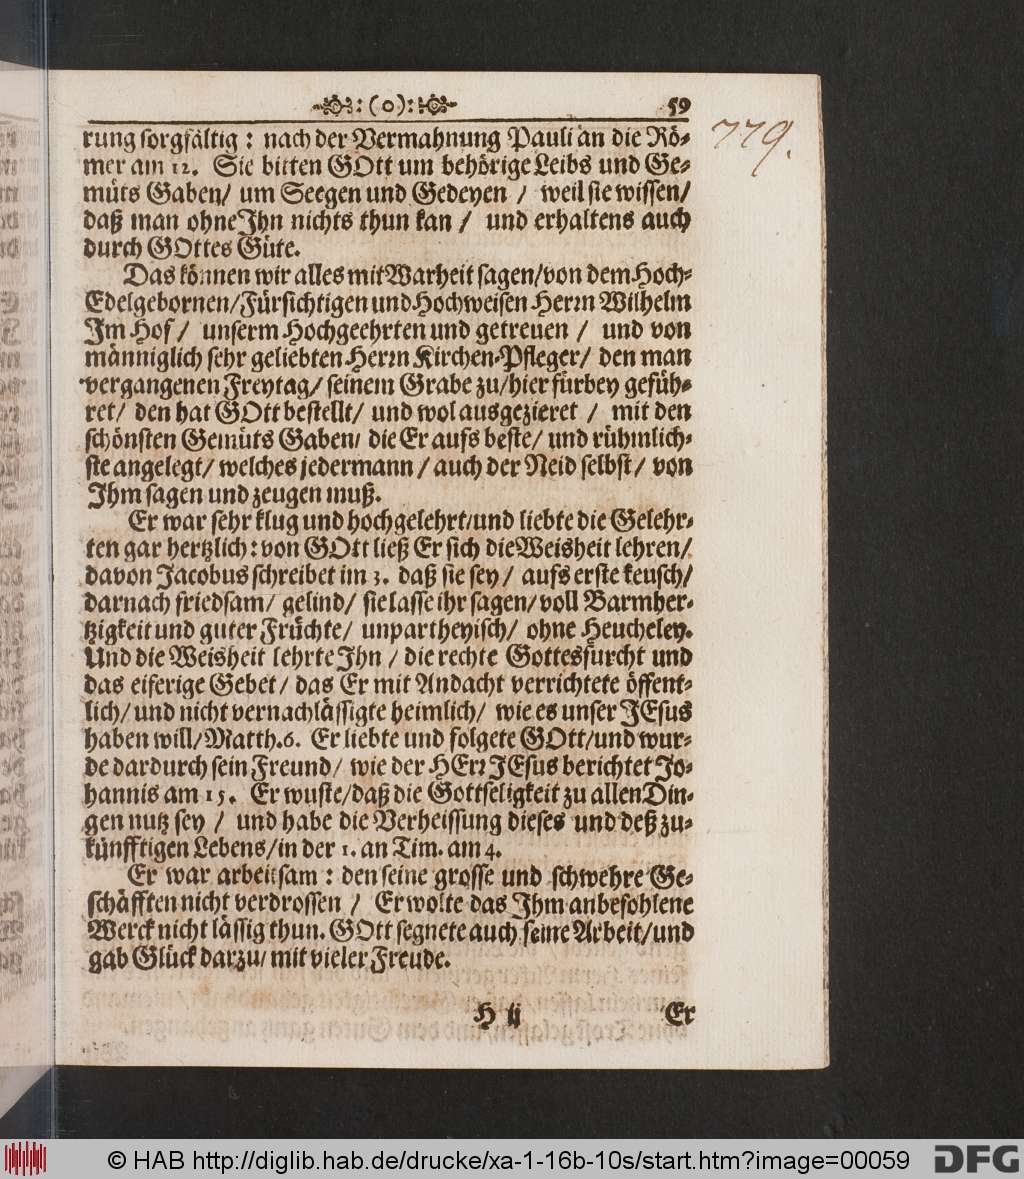 :(o): 59
779.
rung sorgfältig : nach der Vermahnung Pauli an die Rö-
mer am 12. Sie bitten GOtt um behörige Leibs und Ge-
müts Gaben/ um Seegen und Gedeyen / weil sie wissen/
daß man ohne Ihn nichts thun kan / und erhaltens auch
durch GOttes Güte.
Das können wir alles mit Warheit sagen/von dem Hoch-
Edelgebornen/Fürsichtigen und Hochweisen Herrn Wilhelm
Im Hof / unserm Hochgeehrten und getreuen / und von
männiglich sehr geliebten Herrn Kirchen-Pfleger/ den man
vergangenen Freytag/ seinem Grabe zu/hier fürbey gefüh-
ret/ den hat GOtt bestellt/ und wol ausgezieret / mit den
schönsten Gemüts Gaben/ die Er aufs beste/ und rühmlich-
ste angelegt/ welches jedermann / auch der Neid selbst/ von
Ihm sagen und zeugen muß.
Er war sehr klug und hochgelehrt/und liebte die Gelehr-
ten gar hertzlich: von GOtt ließ Er sich die Weisheit lehren/
davon Jacobus schreibet im 3. daß sie sey / aufs erste keusch/
darnach friedsam/ gelind/ sie lasse ihr sagen/ voll Barmher-
tzigkeit und guter Früchte/ unpartheyisch/ ohne Heucheley.
Und die Weisheit lehrte Ihn / die rechte Gottesfurcht und
das eiferige Gebet / das Er mit Andacht verrichtete öffent-
lich/ und nicht vernachlässigte heimlich/ wie es unser JEsus
haben will/Matth.6. Er liebte und folgete GOtt/und wur-
de dardurch sein Freund/ wie der HErr JEsus berichtet Jo-
hannis am 15. Er wuste/daß die Gottseligkeit zu allen Din-
gen nutz sey / und habe die Verheissung dieses und deß zu-
künfftigen Lebens/in der 1. an Tim. am 4.
Er war arbeitsam : den seine grosse und schwehre Ge-
schäfften nicht verdrossen / Er wolte das Ihm anbefohlene
Werck nicht lässig thun. GOtt segnete auch seine Arbeit/und
gab Glück darzu/ mit vieler Freude.
H ij Er
© HAB http://diglib.hab.de/drucke/xa-1-16b-10s/start.htm?image=00059
DFG